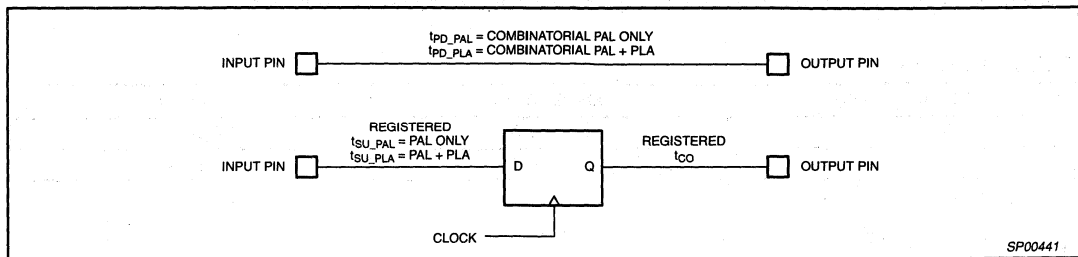 tPD_PAL = COMBINATORIAL PAL ONLY
tPD_PLA = COMBINATORIAL PAL + PLA
INPUT PIN
OUTPUT PIN
REGISTERED
tSU_PAL = PAL ONLY
tSU_PLA = PAL + PLA
INPUT PIN
D
Q
REGISTERED
tCO
OUTPUT PIN
CLOCK
SP00441